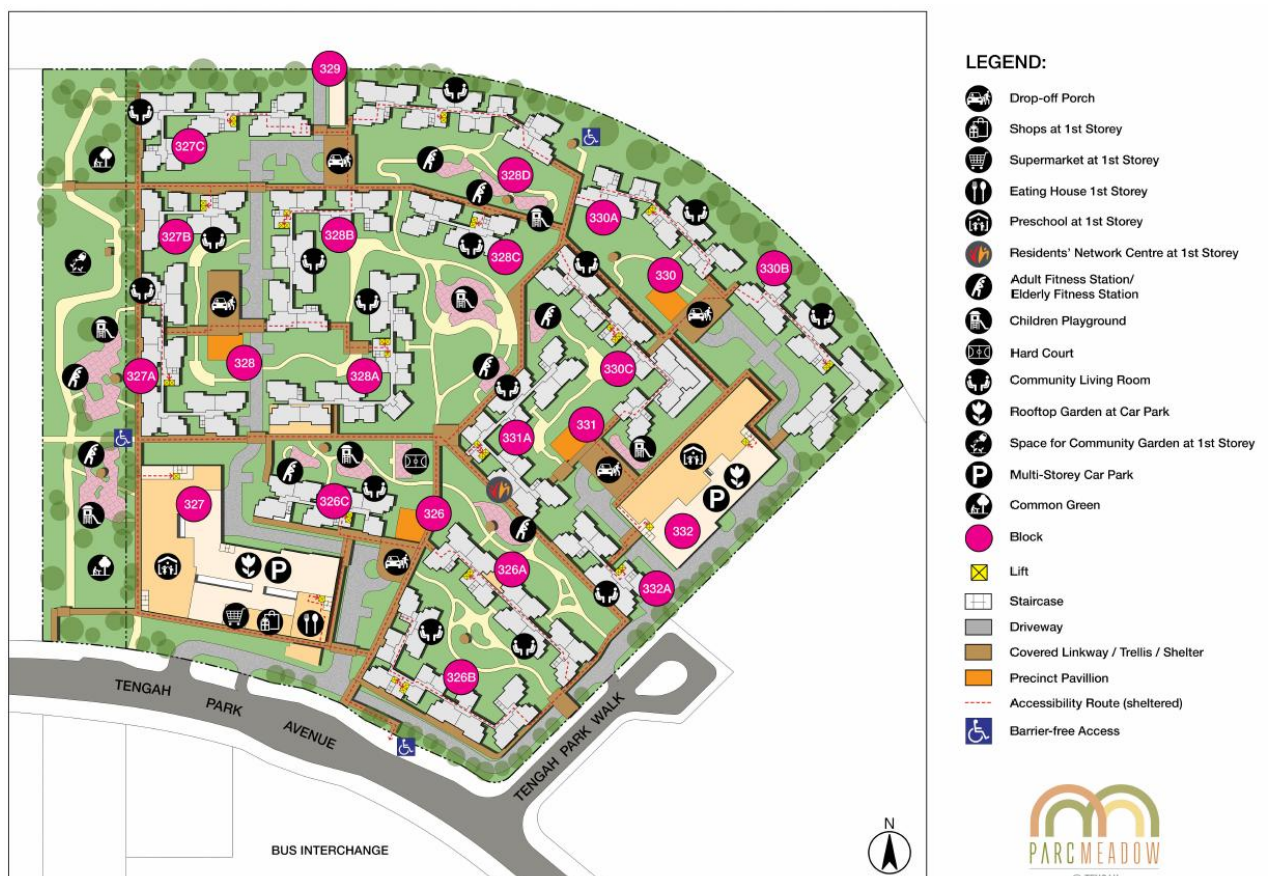 329
327C
328D
330A
327B
328B
328C
330
330B
328
327A
328A
330C
331A
331
327
326C
326
332
326A
332A
326B
P
P
TENGAH PARK AVENUE
TENGAH PARK WALK
BUS INTERCHANGE
N
LEGEND:
Drop-off Porch
Shops at 1st Storey
Supermarket at 1st Storey
Eating House 1st Storey
Preschool at 1st Storey
Residents' Network Centre at 1st Storey
Adult Fitness Station/
Elderly Fitness Station
Children Playground
Hard Court
Community Living Room
Rooftop Garden at Car Park
Space for Community Garden at 1st Storey
P Multi-Storey Car Park
Common Green
Block
Lift
Staircase
Driveway
Covered Linkway / Trellis / Shelter
Precinct Pavillion
Accessibility Route (sheltered)
Barrier-free Access
PARCMEADOW